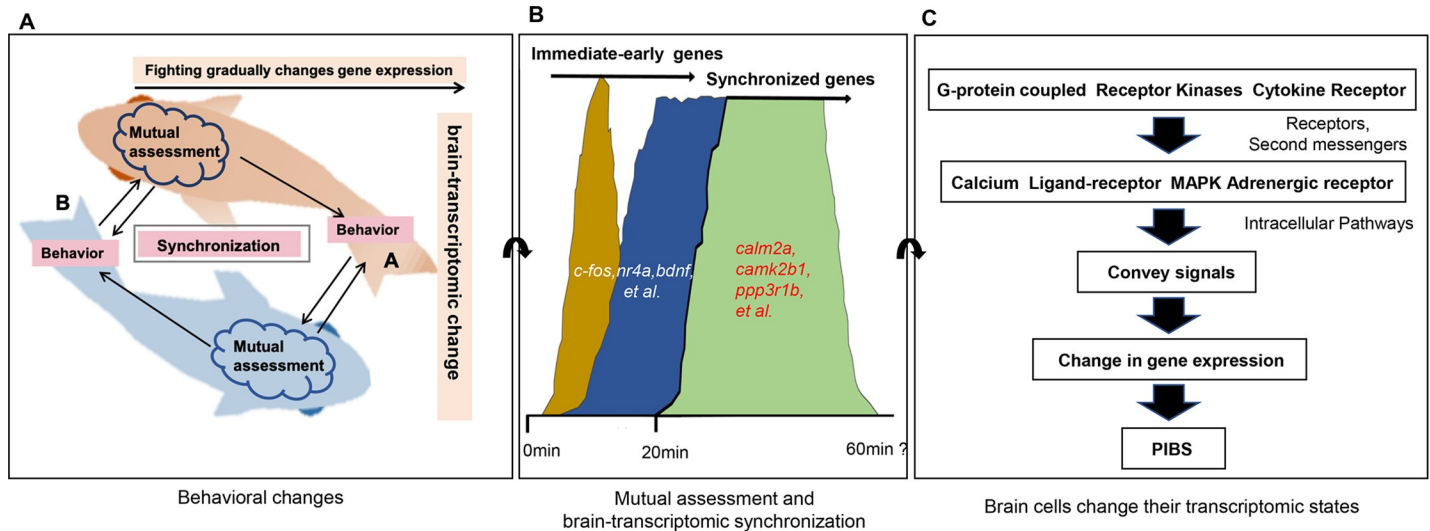 A
Fighting gradually changes gene expression
Mutual
assessment
B
Behavior
Synchronization
Behavior
A
Mutual
assessment
brain-transcriptomic change
Behavioral changes
B
Immediate-early genes
Synchronized genes
c-fos,nr4a,bdnf,
et al.
calm2a,
camk2b1,
ppp3r1b,
et al.
0min
20min
60min ?
Mutual assessment and
brain-transcriptomic synchronization
C
G-protein coupled Receptor Kinases Cytokine Receptor
Receptors,
Second messengers
Calcium Ligand-receptor MAPK Adrenergic receptor
Intracellular Pathways
Convey signals
Change in gene expression
PIBS
Brain cells change their transcriptomic states